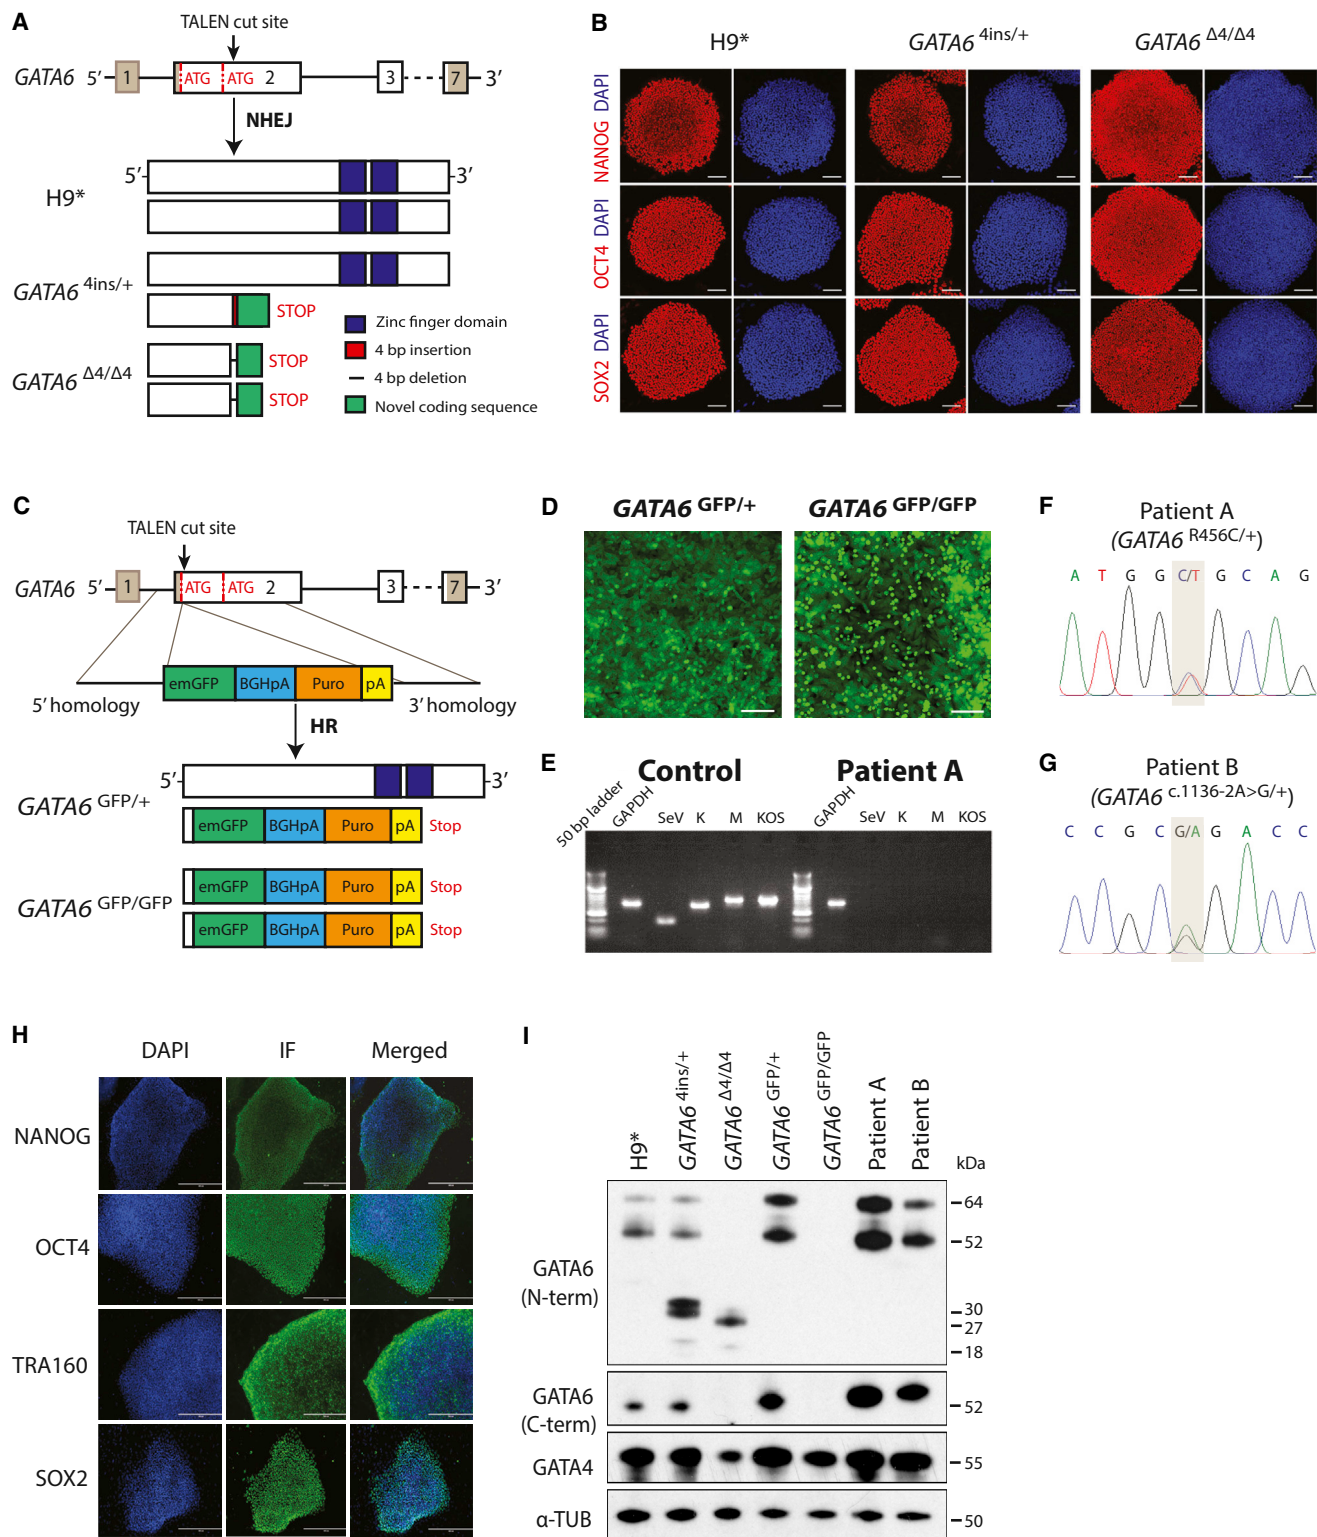 A
TALEN cut site
GATA6 5′ 1 ATG ATG 2 3 7 3′
NHEJ
5′ 3′
H9*
GATA6 4ins/+
STOP
GATA6 Δ4/Δ4
STOP
STOP
Zinc finger domain
4 bp insertion
4 bp deletion
Novel coding sequence
B
H9* GATA6 4ins/+ GATA6 Δ4/Δ4
NANOG DAPI
OCT4 DAPI
SOX2 DAPI
C
TALEN cut site
GATA6 5′ 1 ATG ATG 2 3 7 3′
emGFP BGHpA Puro pA
5′ homology 3′ homology
HR
5′ 3′
GATA6 GFP/+
emGFP BGHpA Puro pA Stop
GATA6 GFP/GFP
emGFP BGHpA Puro pA Stop
emGFP BGHpA Puro pA Stop
D
GATA6 GFP/+ GATA6 GFP/GFP
E
Control Patient A
50 bp ladder GAPDH SeV K M KOS GAPDH SeV K M KOS
F
Patient A
(GATA6 R456C/+)
A T G G C/T G C A G
G
Patient B
(GATA6 c.1136-2A>G/+)
C C G C G/A G A C C
H
DAPI IF Merged
NANOG
OCT4
TRA160
SOX2
I
H9* GATA6 4ins/+ GATA6 Δ4/Δ4 GATA6 GFP/+ GATA6 GFP/GFP Patient A Patient B kDa
GATA6
(N-term)
64
52
30
27
18
GATA6
(C-term)
52
GATA4
55
α-TUB
50